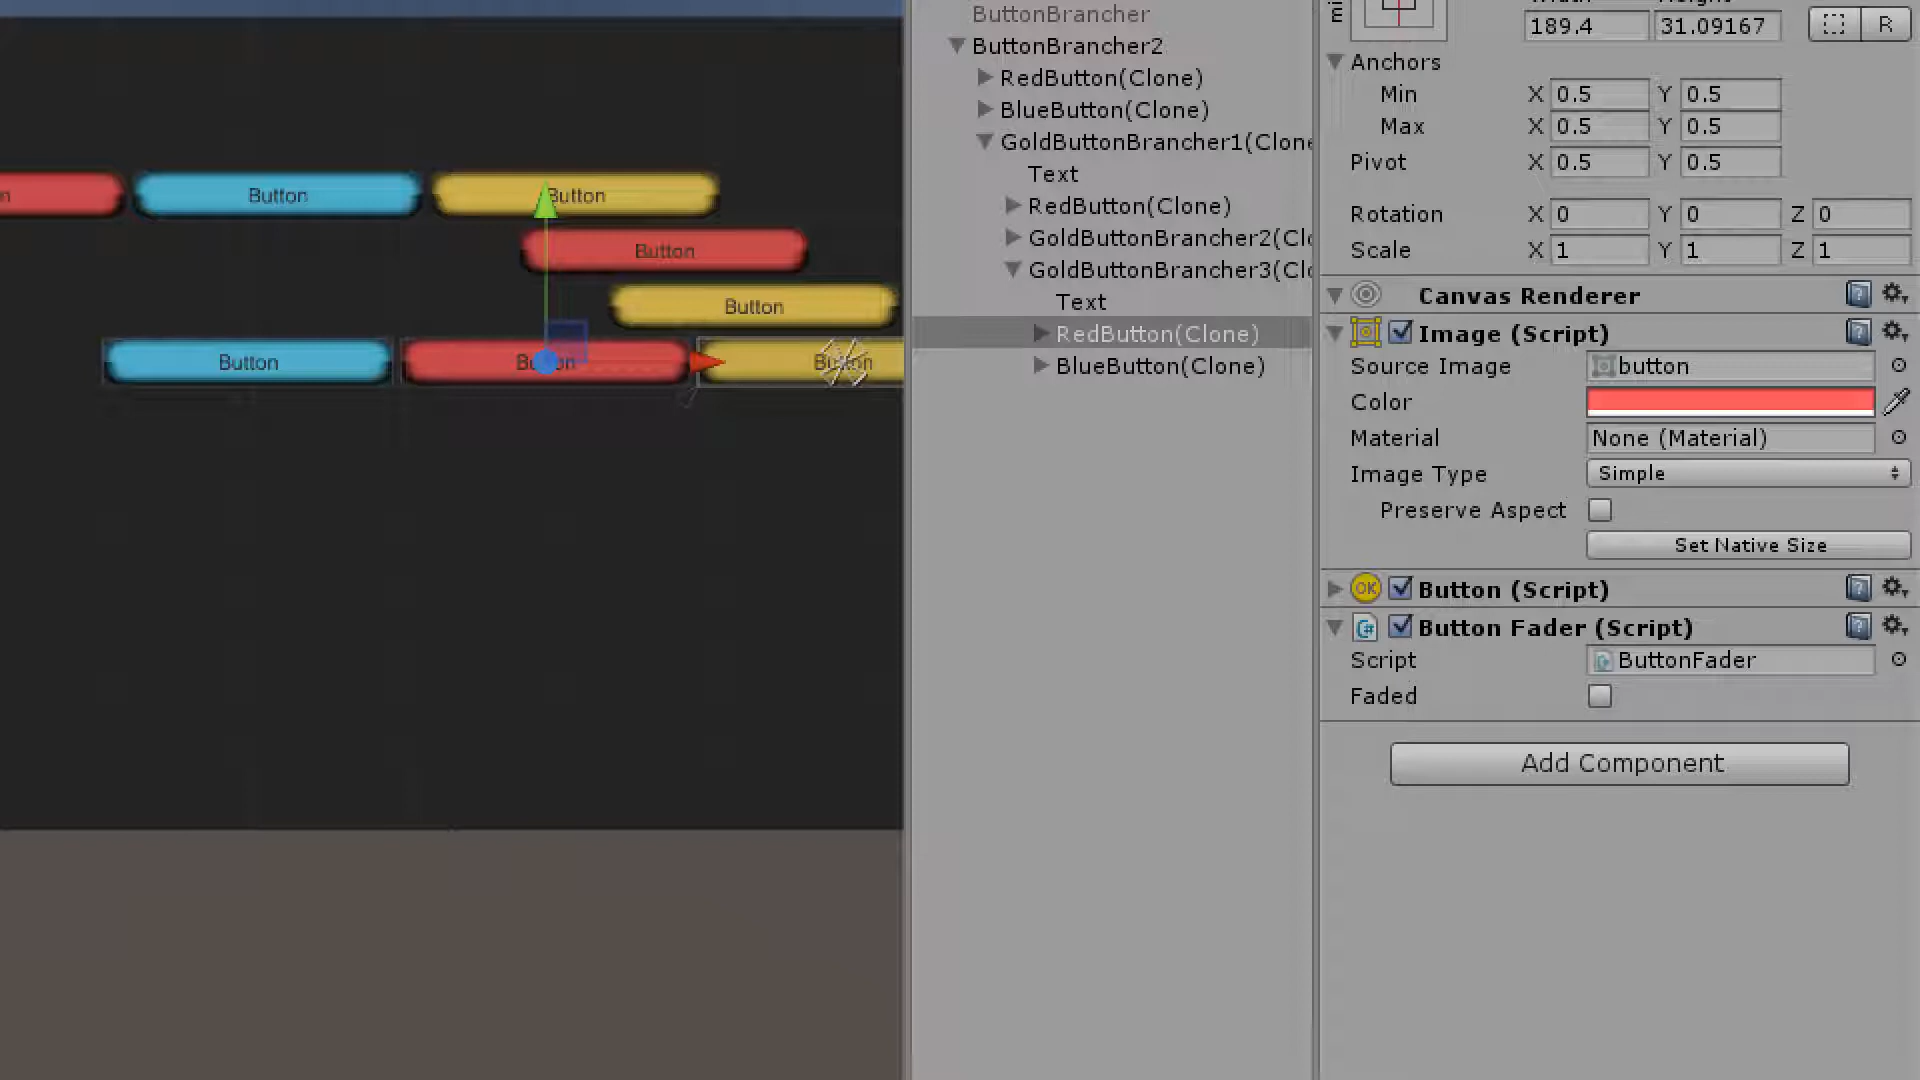 n
Button
Button
Button
Button
Button
Button
Button
ButtonBrancher
ButtonBrancher2
RedButton(Clone)
BlueButton(Clone)
GoldButtonBrancher1(Clone
Text
RedButton(Clone)
GoldButtonBrancher2(Clo
GoldButtonBrancher3(Clo
Text
RedButton(Clone)
BlueButton(Clone)
189.4 31.09167 R
Anchors
Min X 0.5 Y 0.5
Max X 0.5 Y 0.5
Pivot X 0.5 Y 0.5
Rotation X 0 Y 0 Z 0
Scale X 1 Y 1 Z 1
Canvas Renderer
Image (Script)
Source Image button
Color
Material None (Material)
Image Type Simple
Preserve Aspect
Set Native Size
OK Button (Script)
Button Fader (Script)
Script ButtonFader
Faded
Add Component